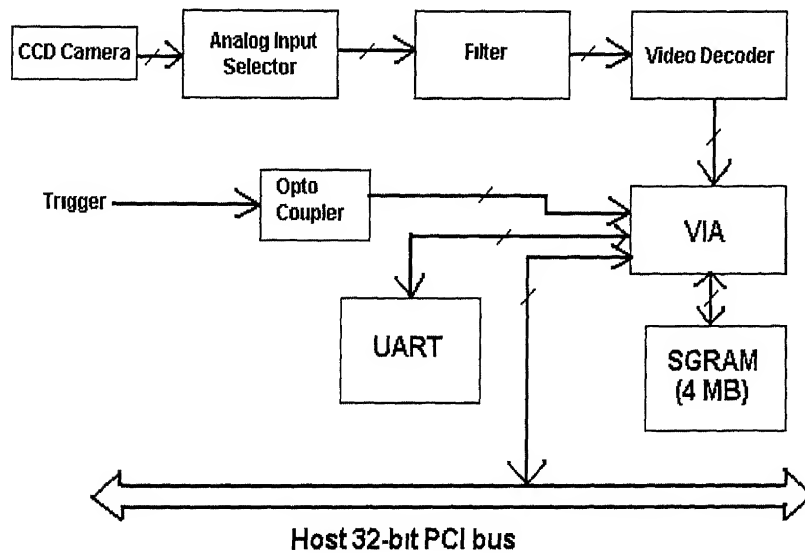 CCD Camera
Analog Input
Selector
Filter
Video Decoder
Trigger
Opto
Coupler
VIA
UART
SGRAM
(4 MB)
Host 32-bit PCI bus